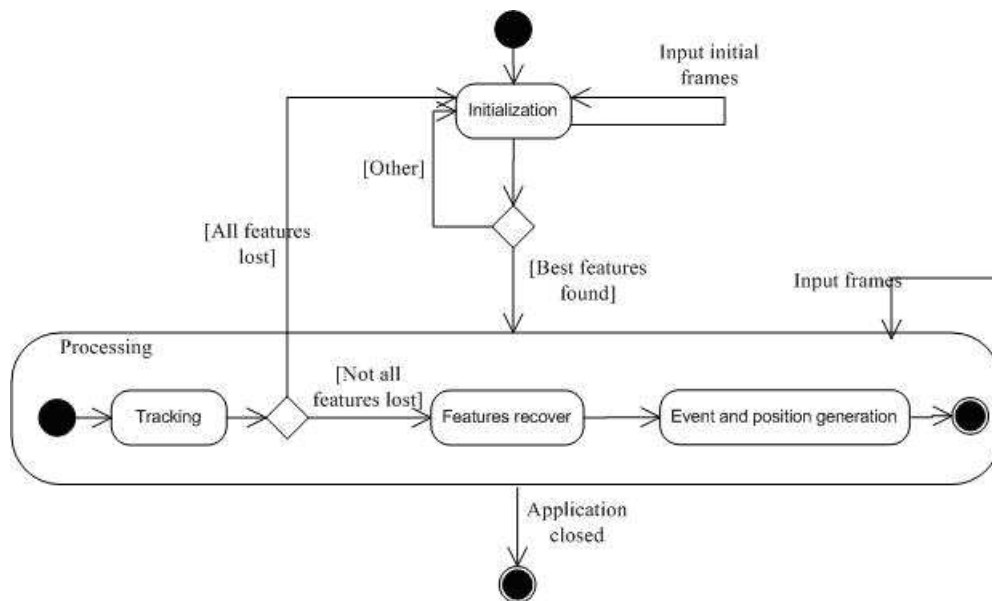 Input initial
frames
Initialization
[Other]
[All features
lost]
[Best features
found]
Input frames
Processing
[Not all
features lost]
Tracking
Features recover
Event and position generation
Application
closed